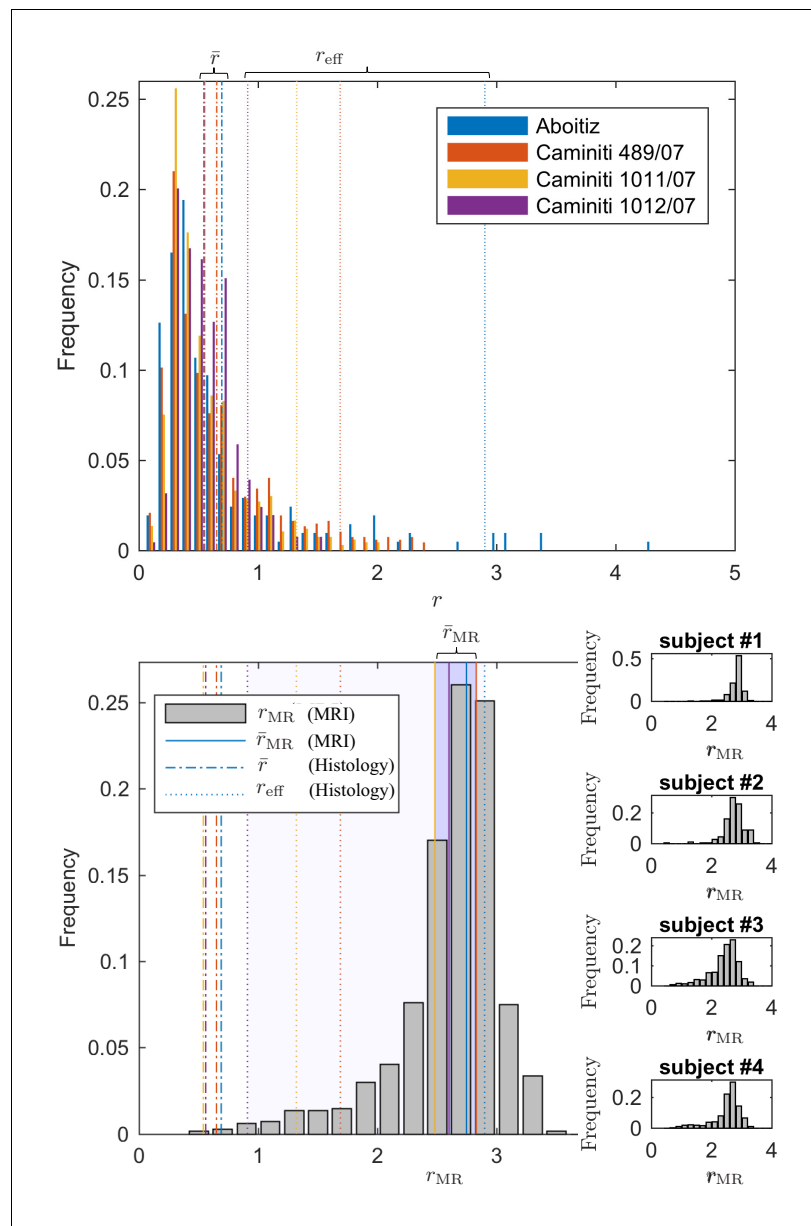 r̄ r_eff
0.25
0.2
0.15
0.1
0.05
0
Frequency
Aboitiz
Caminiti 489/07
Caminiti 1011/07
Caminiti 1012/07
0 1 2 3 4 5
r
r̄_MR
0.25
0.2
0.15
0.1
0.05
0
Frequency
r_MR (MRI)
r̄_MR (MRI)
r̄ (Histology)
r_eff (Histology)
0 1 2 3
r_MR
subject #1
Frequency
0.5
0
0 2 4
r_MR
subject #2
Frequency
0.2
0
0 2 4
r_MR
subject #3
Frequency
0.2
0.1
0
0 2 4
r_MR
subject #4
Frequency
0.2
0
0 2 4
r_MR